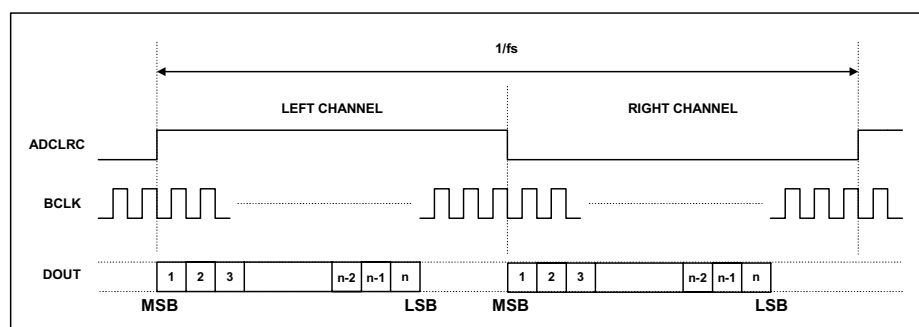 1/fs
LEFT CHANNEL RIGHT CHANNEL
ADCLRC
BCLK
DOUT 1 2 3 n-2 n-1 n 1 2 3 n-2 n-1 n
MSB LSB MSB LSB